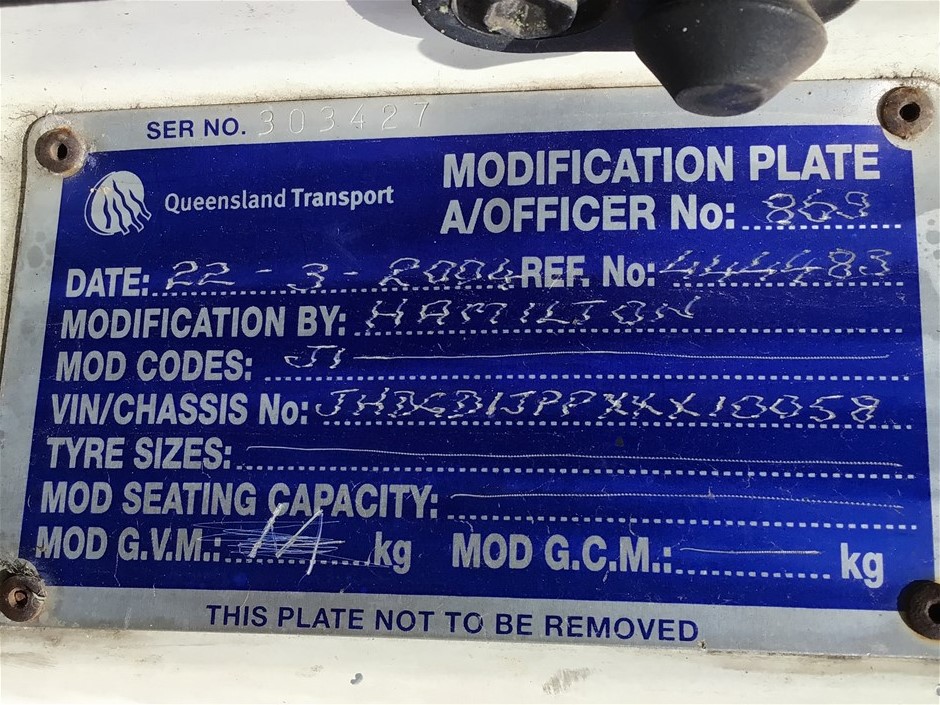 SER NO. 303427
Queensland Transport
MODIFICATION PLATE
A/OFFICER No: 869
DATE: 22-3-2004 REF. No: 444483
MODIFICATION BY: HAMILTON
MOD CODES: J1
VIN/CHASSIS No: JHDGD1JPPXXX10058
TYRE SIZES:
MOD SEATING CAPACITY:
MOD G.V.M.: kg MOD G.C.M.: kg
THIS PLATE NOT TO BE REMOVED